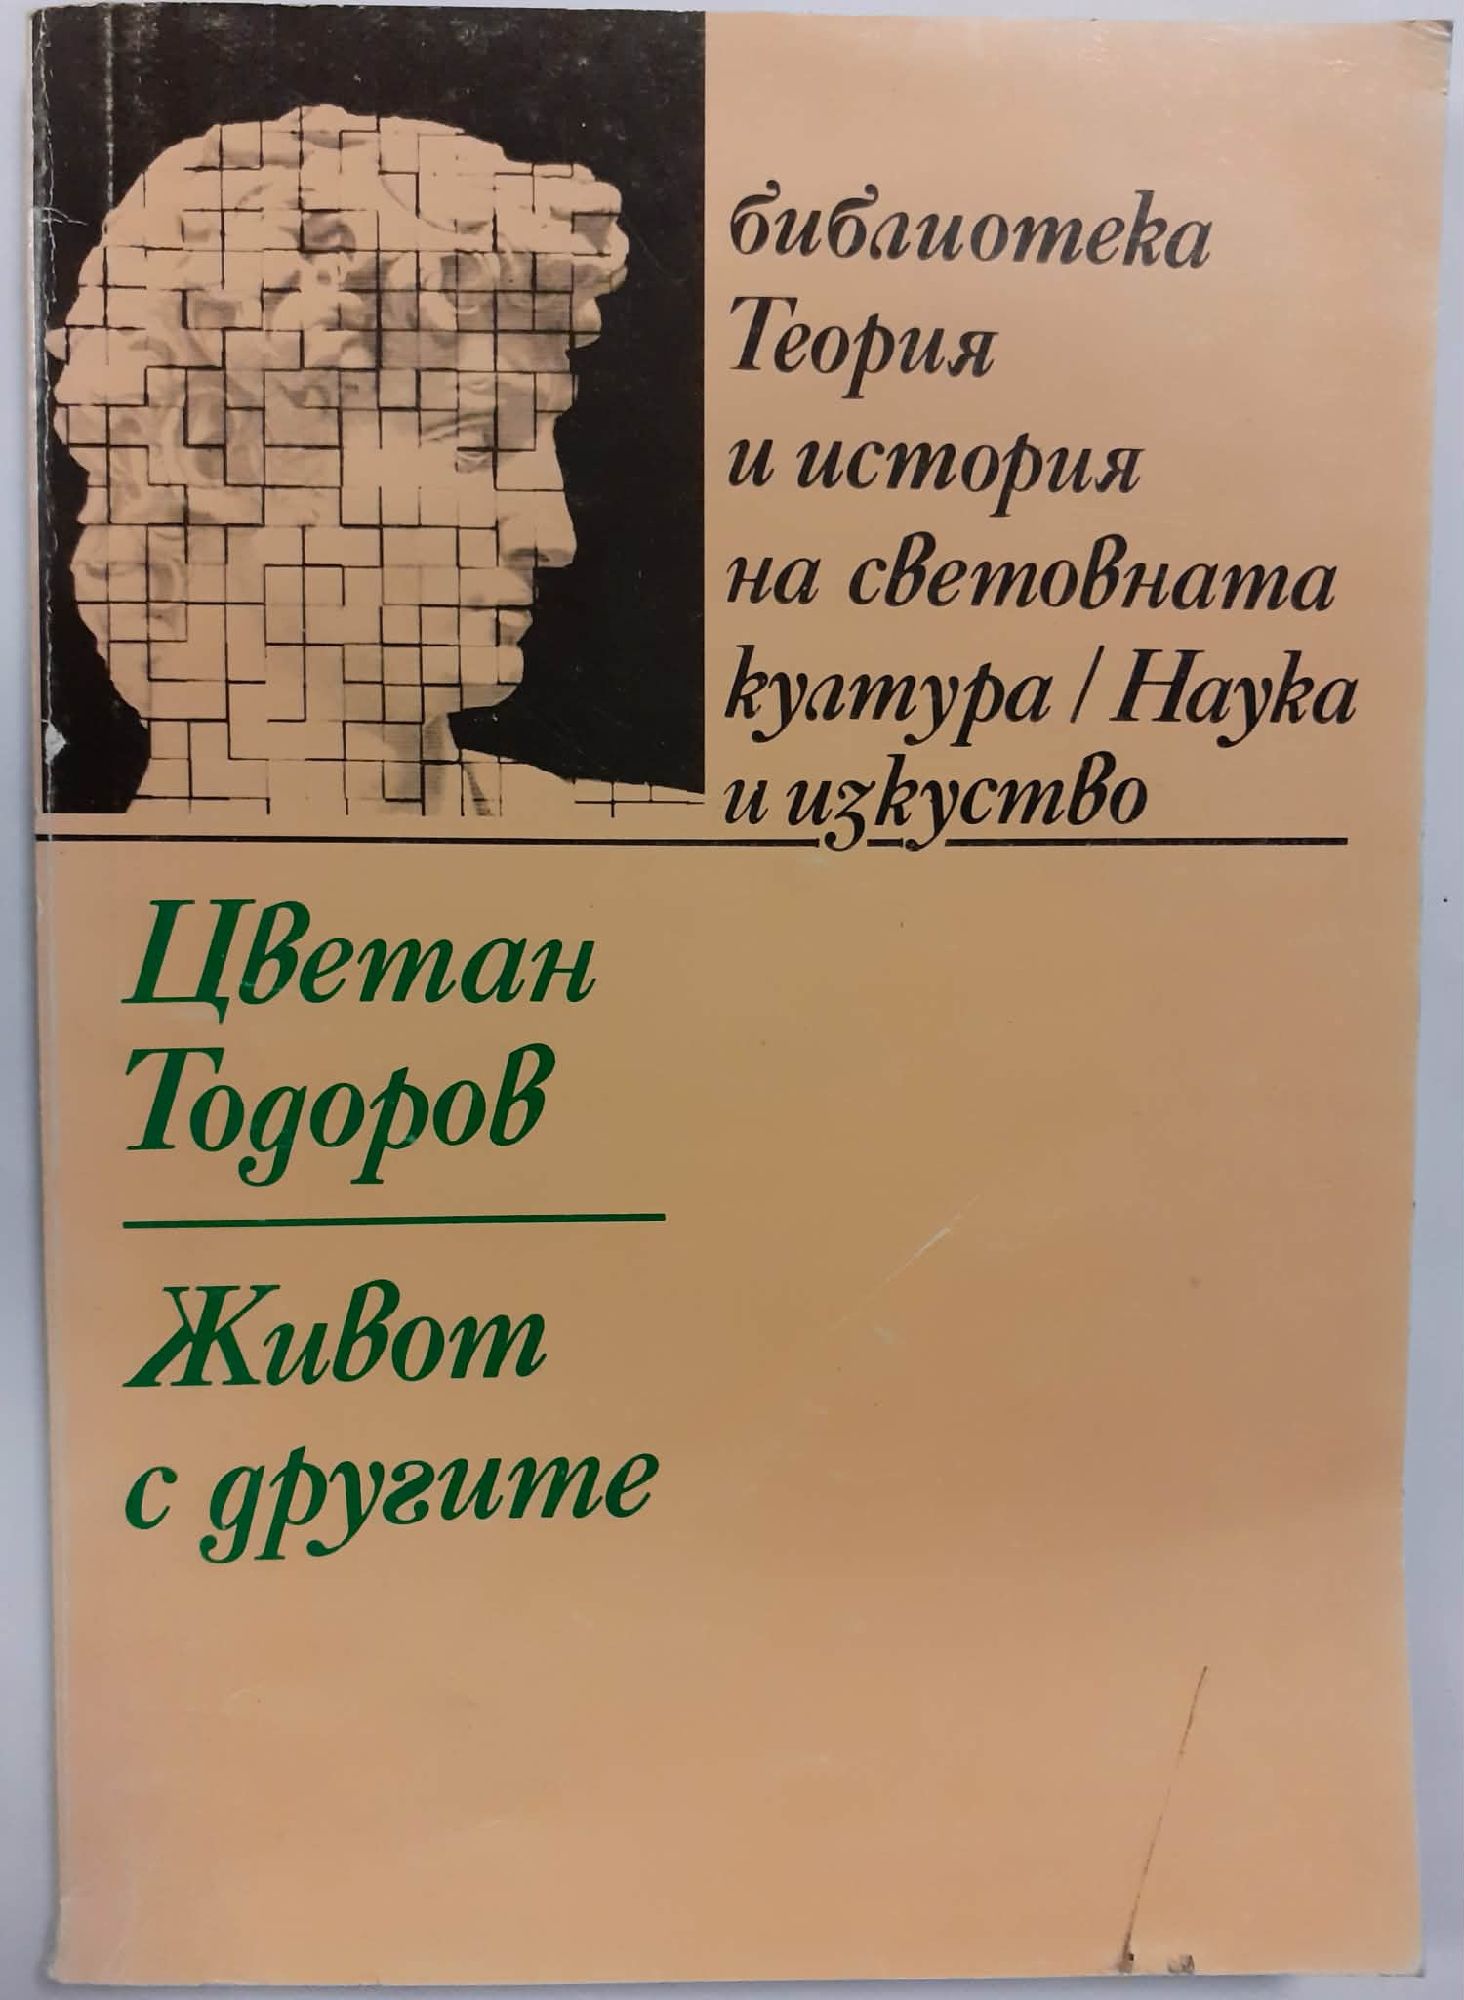 библиотека
Теория
и история
на световната
култура / Наука
и изкуство
Цветан
Тодоров
Живот
с другите